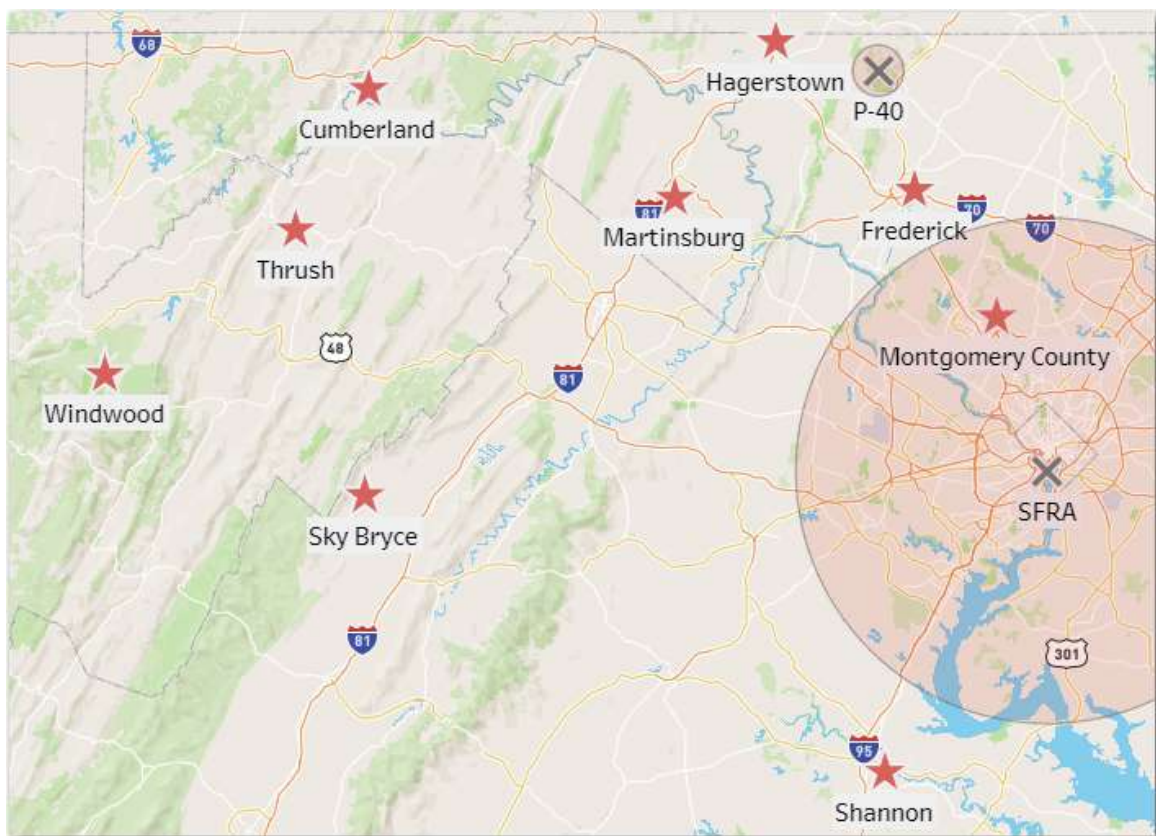 68
Hagerstown
P-40
Cumberland
81
Martinsburg
70
Frederick
70
Thrush
48
Montgomery County
81
Windwood
SFRA
Sky Bryce
81
301
95
Shannon